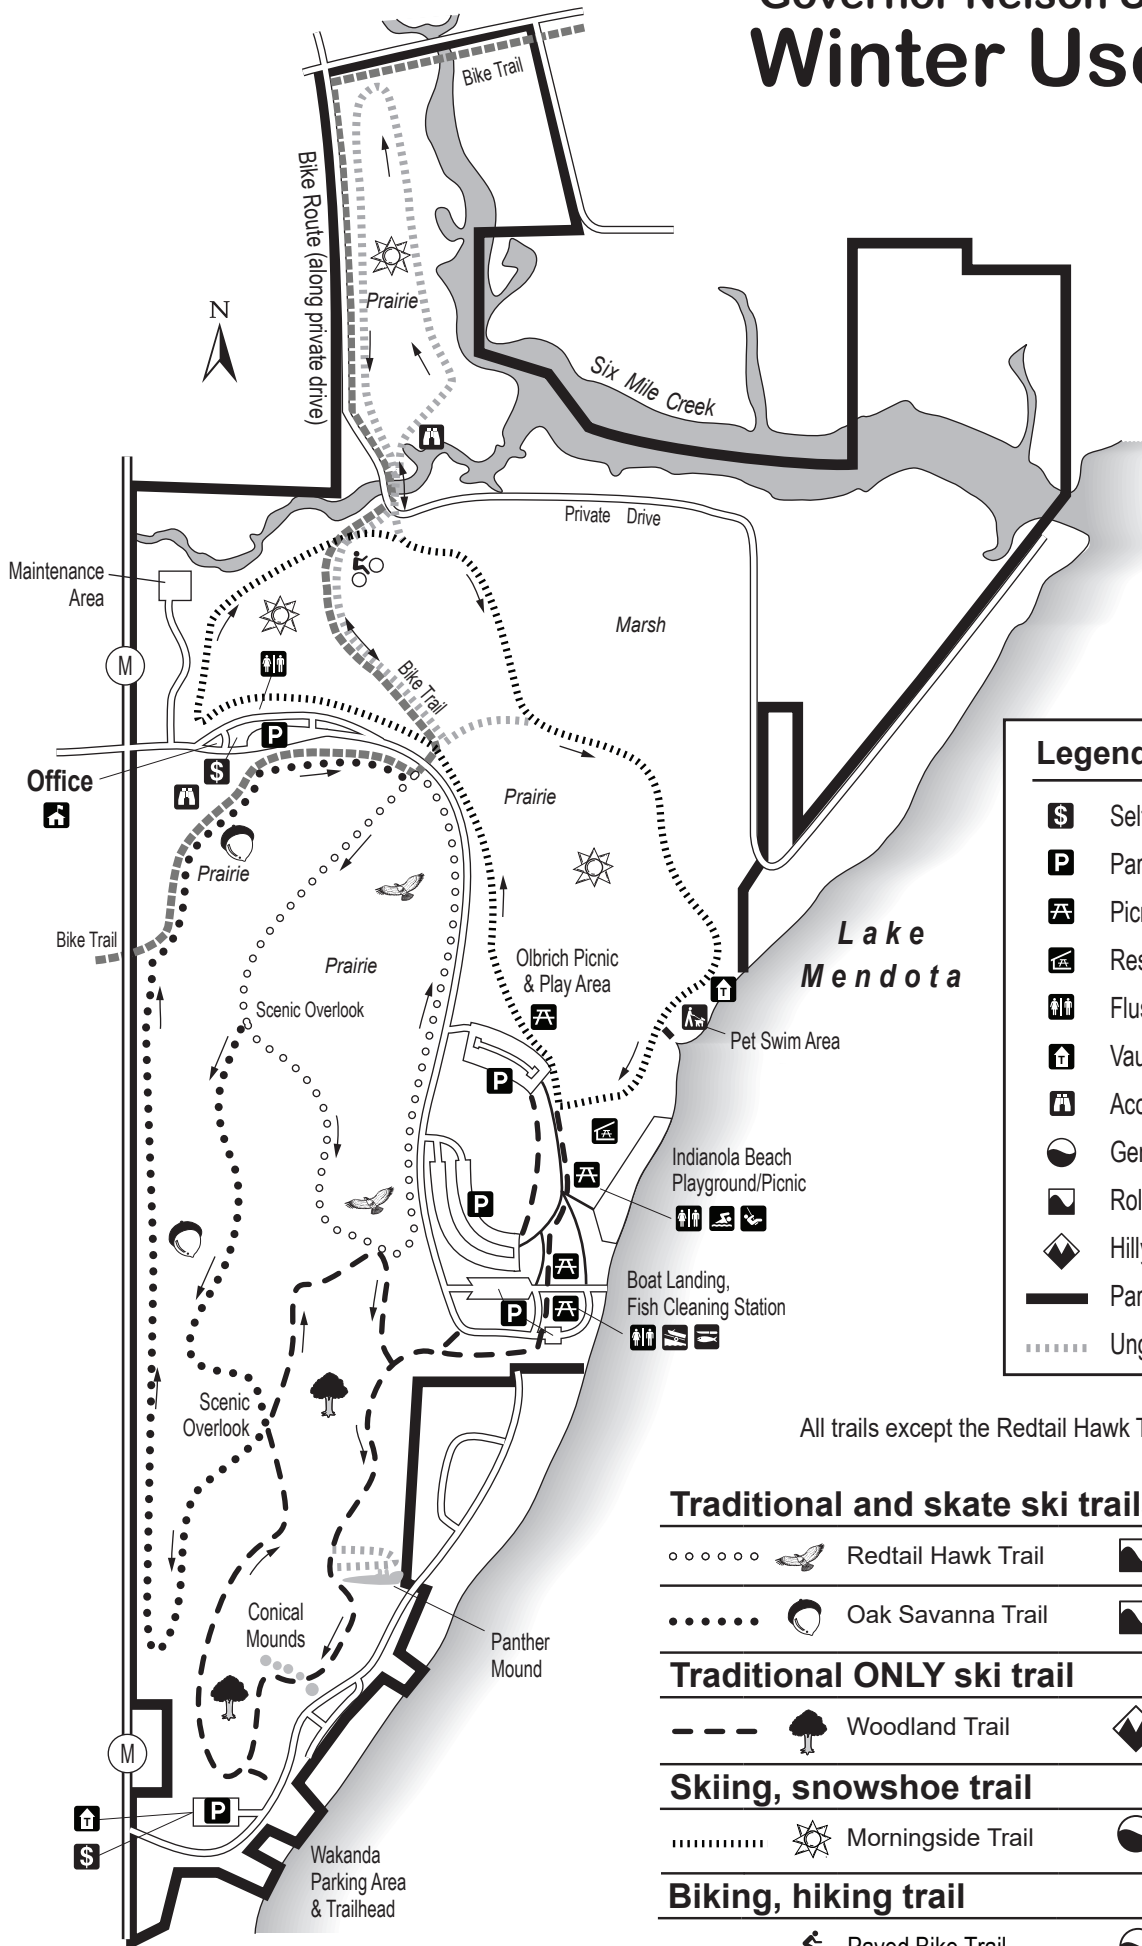 Winter
Bike Trail
Bike Route (along private drive)
N
Prairie
Six Mile Creek
Private Drive
Maintenance
Area
Marsh
M
Bike Trail
P
Office
$
Prairie
Prairie
Bike Trail
Prairie
Lake
Mendota
Olbrich Picnic
& Play Area
Scenic Overlook
T
Pet Swim Area
P
Indianola Beach
Playground/Picnic
P
Boat Landing,
Fish Cleaning Station
P
Scenic
Overlook
Conical
Mounds
Panther
Mound
M
T
P
$
Wakanda
Parking Area
& Trailhead
Legend
$
P
T
All trails except the Redtail Hawk
Traditional and skate ski trail
Redtail Hawk Trail
Oak Savanna Trail
Traditional ONLY ski trail
Woodland Trail
Skiing, snowshoe trail
Morningside Trail
Biking, hiking trail
Paved Bike Trail